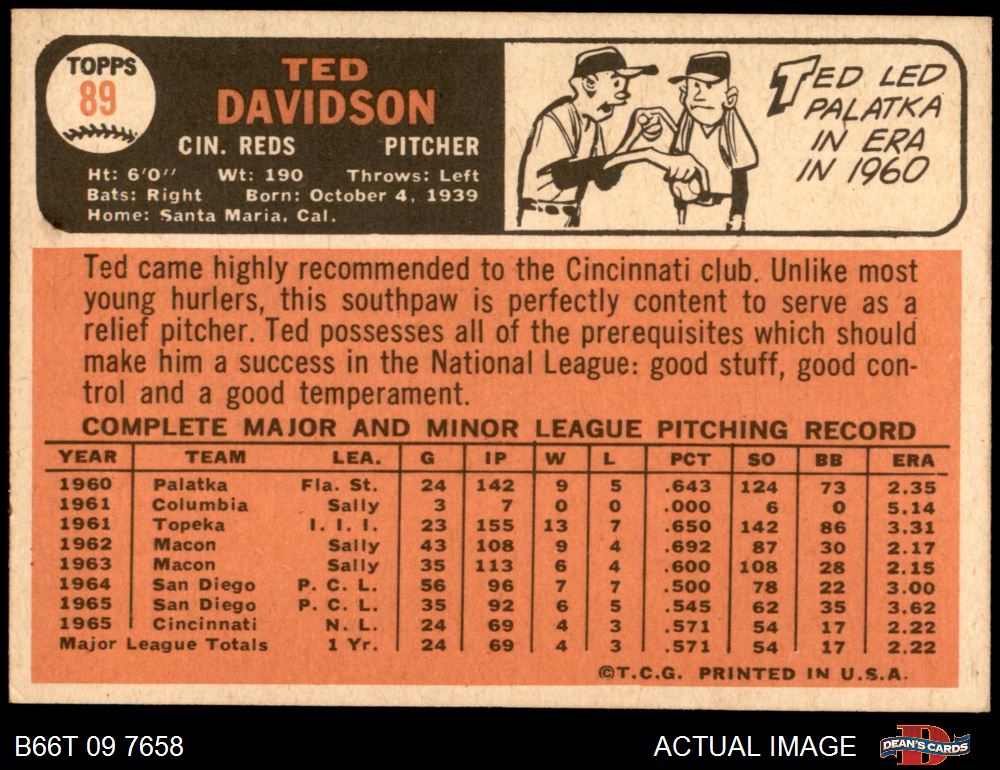 TOPPS
89
TED
DAVIDSON
CIN. REDS PITCHER
Ht: 6'0" Wt: 190 Throws: Left
Bats: Right Born: October 4, 1939
Home: Santa Maria, Cal.
TED LED
PALATKA
IN ERA
IN 1960
Ted came highly recommended to the Cincinnati club. Unlike most
young hurlers, this southpaw is perfectly content to serve as a
relief pitcher. Ted possesses all of the prerequisites which should
make him a success in the National League: good stuff, good con-
trol and a good temperament.
COMPLETE MAJOR AND MINOR LEAGUE PITCHING RECORD
YEAR TEAM LEA. G IP W L PCT SO BB ERA
1960 Palatka Fla. St. 24 142 9 5 .643 124 73 2.35
1961 Columbia Sally 3 7 0 0 .000 6 0 5.14
1961 Topeka I. I. I. 23 155 13 7 .650 142 86 3.31
1962 Macon Sally 43 108 9 4 .692 87 30 2.17
1963 Macon Sally 35 113 6 4 .600 108 28 2.15
1964 San Diego P. C. L. 56 96 7 7 .500 78 22 3.00
1965 San Diego P. C. L. 35 92 6 5 .545 62 35 3.62
1965 Cincinnati N. L. 24 69 4 3 .571 54 17 2.22
Major League Totals 1 Yr. 24 69 4 3 .571 54 17 2.22
©T.C.G. PRINTED IN U.S.A.
B66T 09 7658 ACTUAL IMAGE DEAN'S CARDS